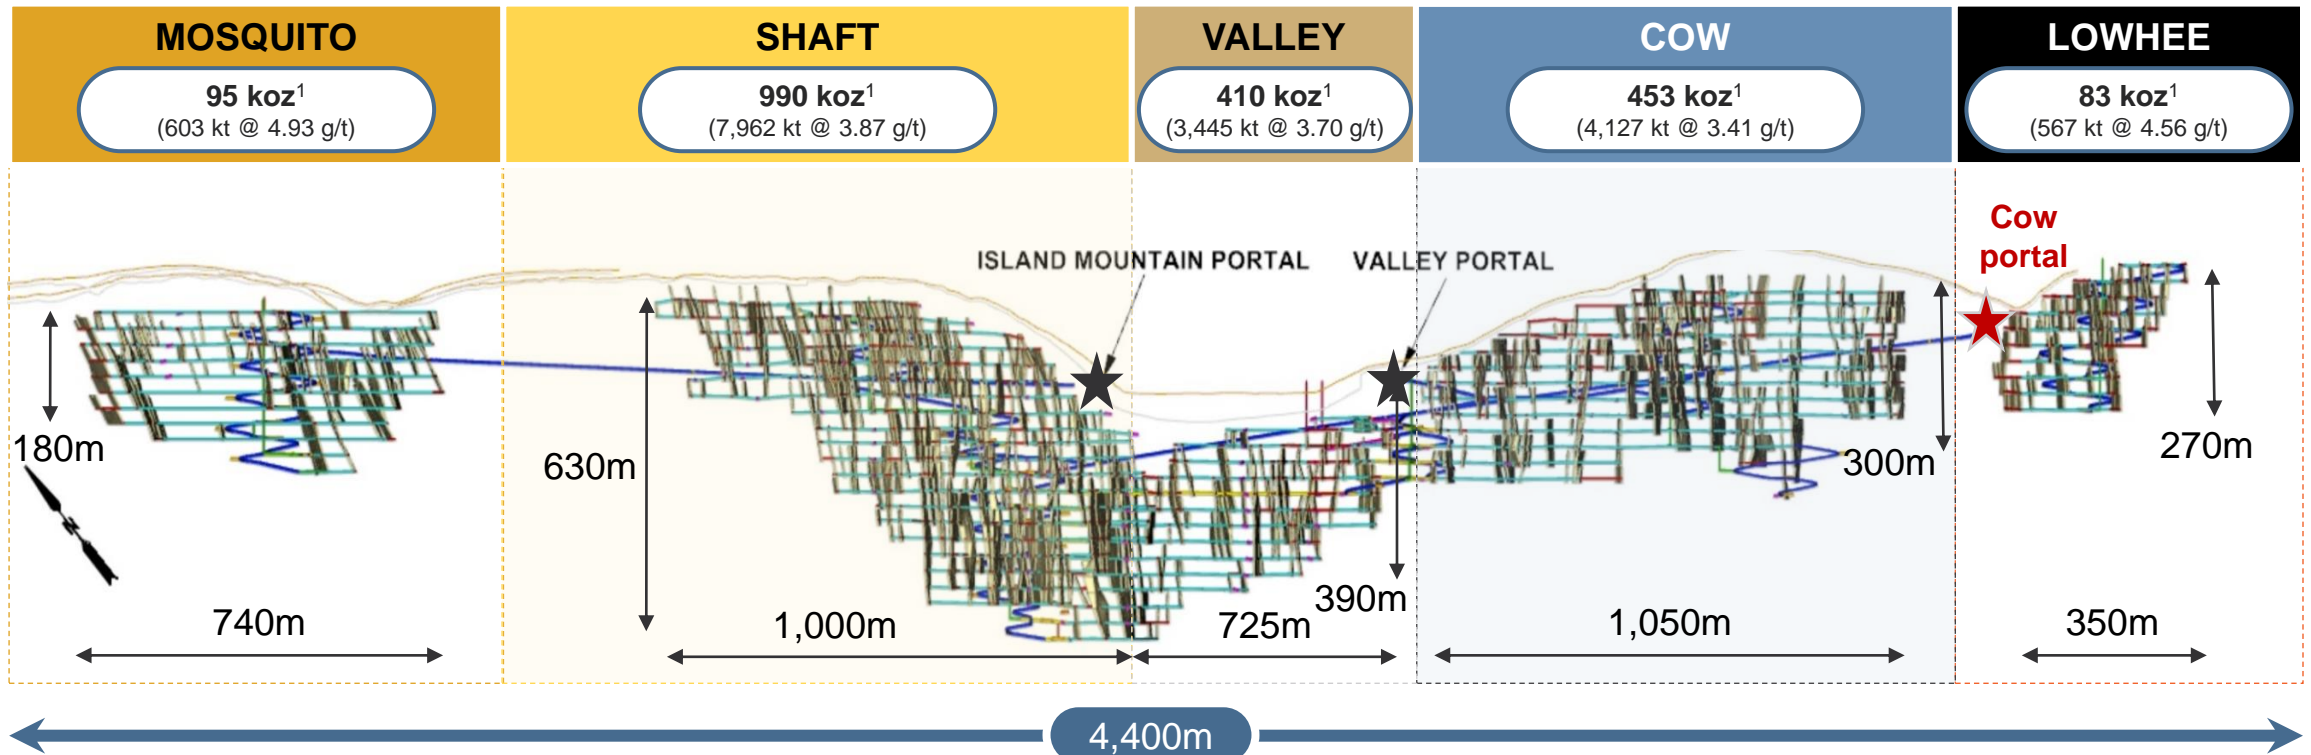 MOSQUITO
95 koz¹
(603 kt @ 4.93 g/t)
SHAFT
990 koz¹
(7,962 kt @ 3.87 g/t)
VALLEY
410 koz¹
(3,445 kt @ 3.70 g/t)
COW
453 koz¹
(4,127 kt @ 3.41 g/t)
LOWHEE
83 koz¹
(567 kt @ 4.56 g/t)
Cow
portal
ISLAND MOUNTAIN PORTAL
VALLEY PORTAL
180m
630m
390m
300m
270m
N
740m
1,000m
725m
1,050m
350m
4,400m